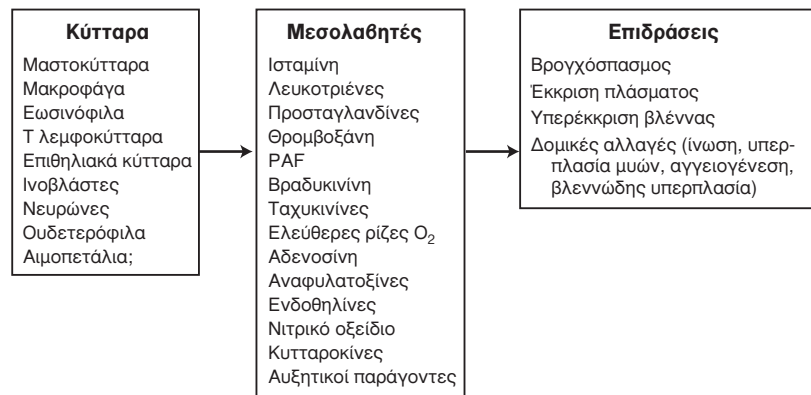 Κύτταρα
Μαστοκύτταρα
Μακροφάγα
Εωσινόφιλα
Τ λεμφοκύτταρα
Επιθηλιακά κύτταρα
Ινοβλάστες
Νευρώνες
Ουδετερόφιλα
Αιμοπετάλια;
Μεσολαβητές
Ισταμίνη
Λευκοτριένες
Προσταγλανδίνες
Θρομβοξάνη
PAF
Βραδυκινίνη
Ταχυκινίνες
Ελεύθερες ρίζες O₂
Αδενοσίνη
Αναφυλατοξίνες
Ενδοθηλίνες
Νιτρικό οξείδιο
Κυτταροκίνες
Αυξητικοί παράγοντες
Επιδράσεις
Βρογχόσπασμος
Έκκριση πλάσματος
Υπερέκκριση βλέννας
Δομικές αλλαγές (ίνωση, υπερ-
πλασία μυών, αγγειογένεση,
βλεννώδης υπερπλασία)